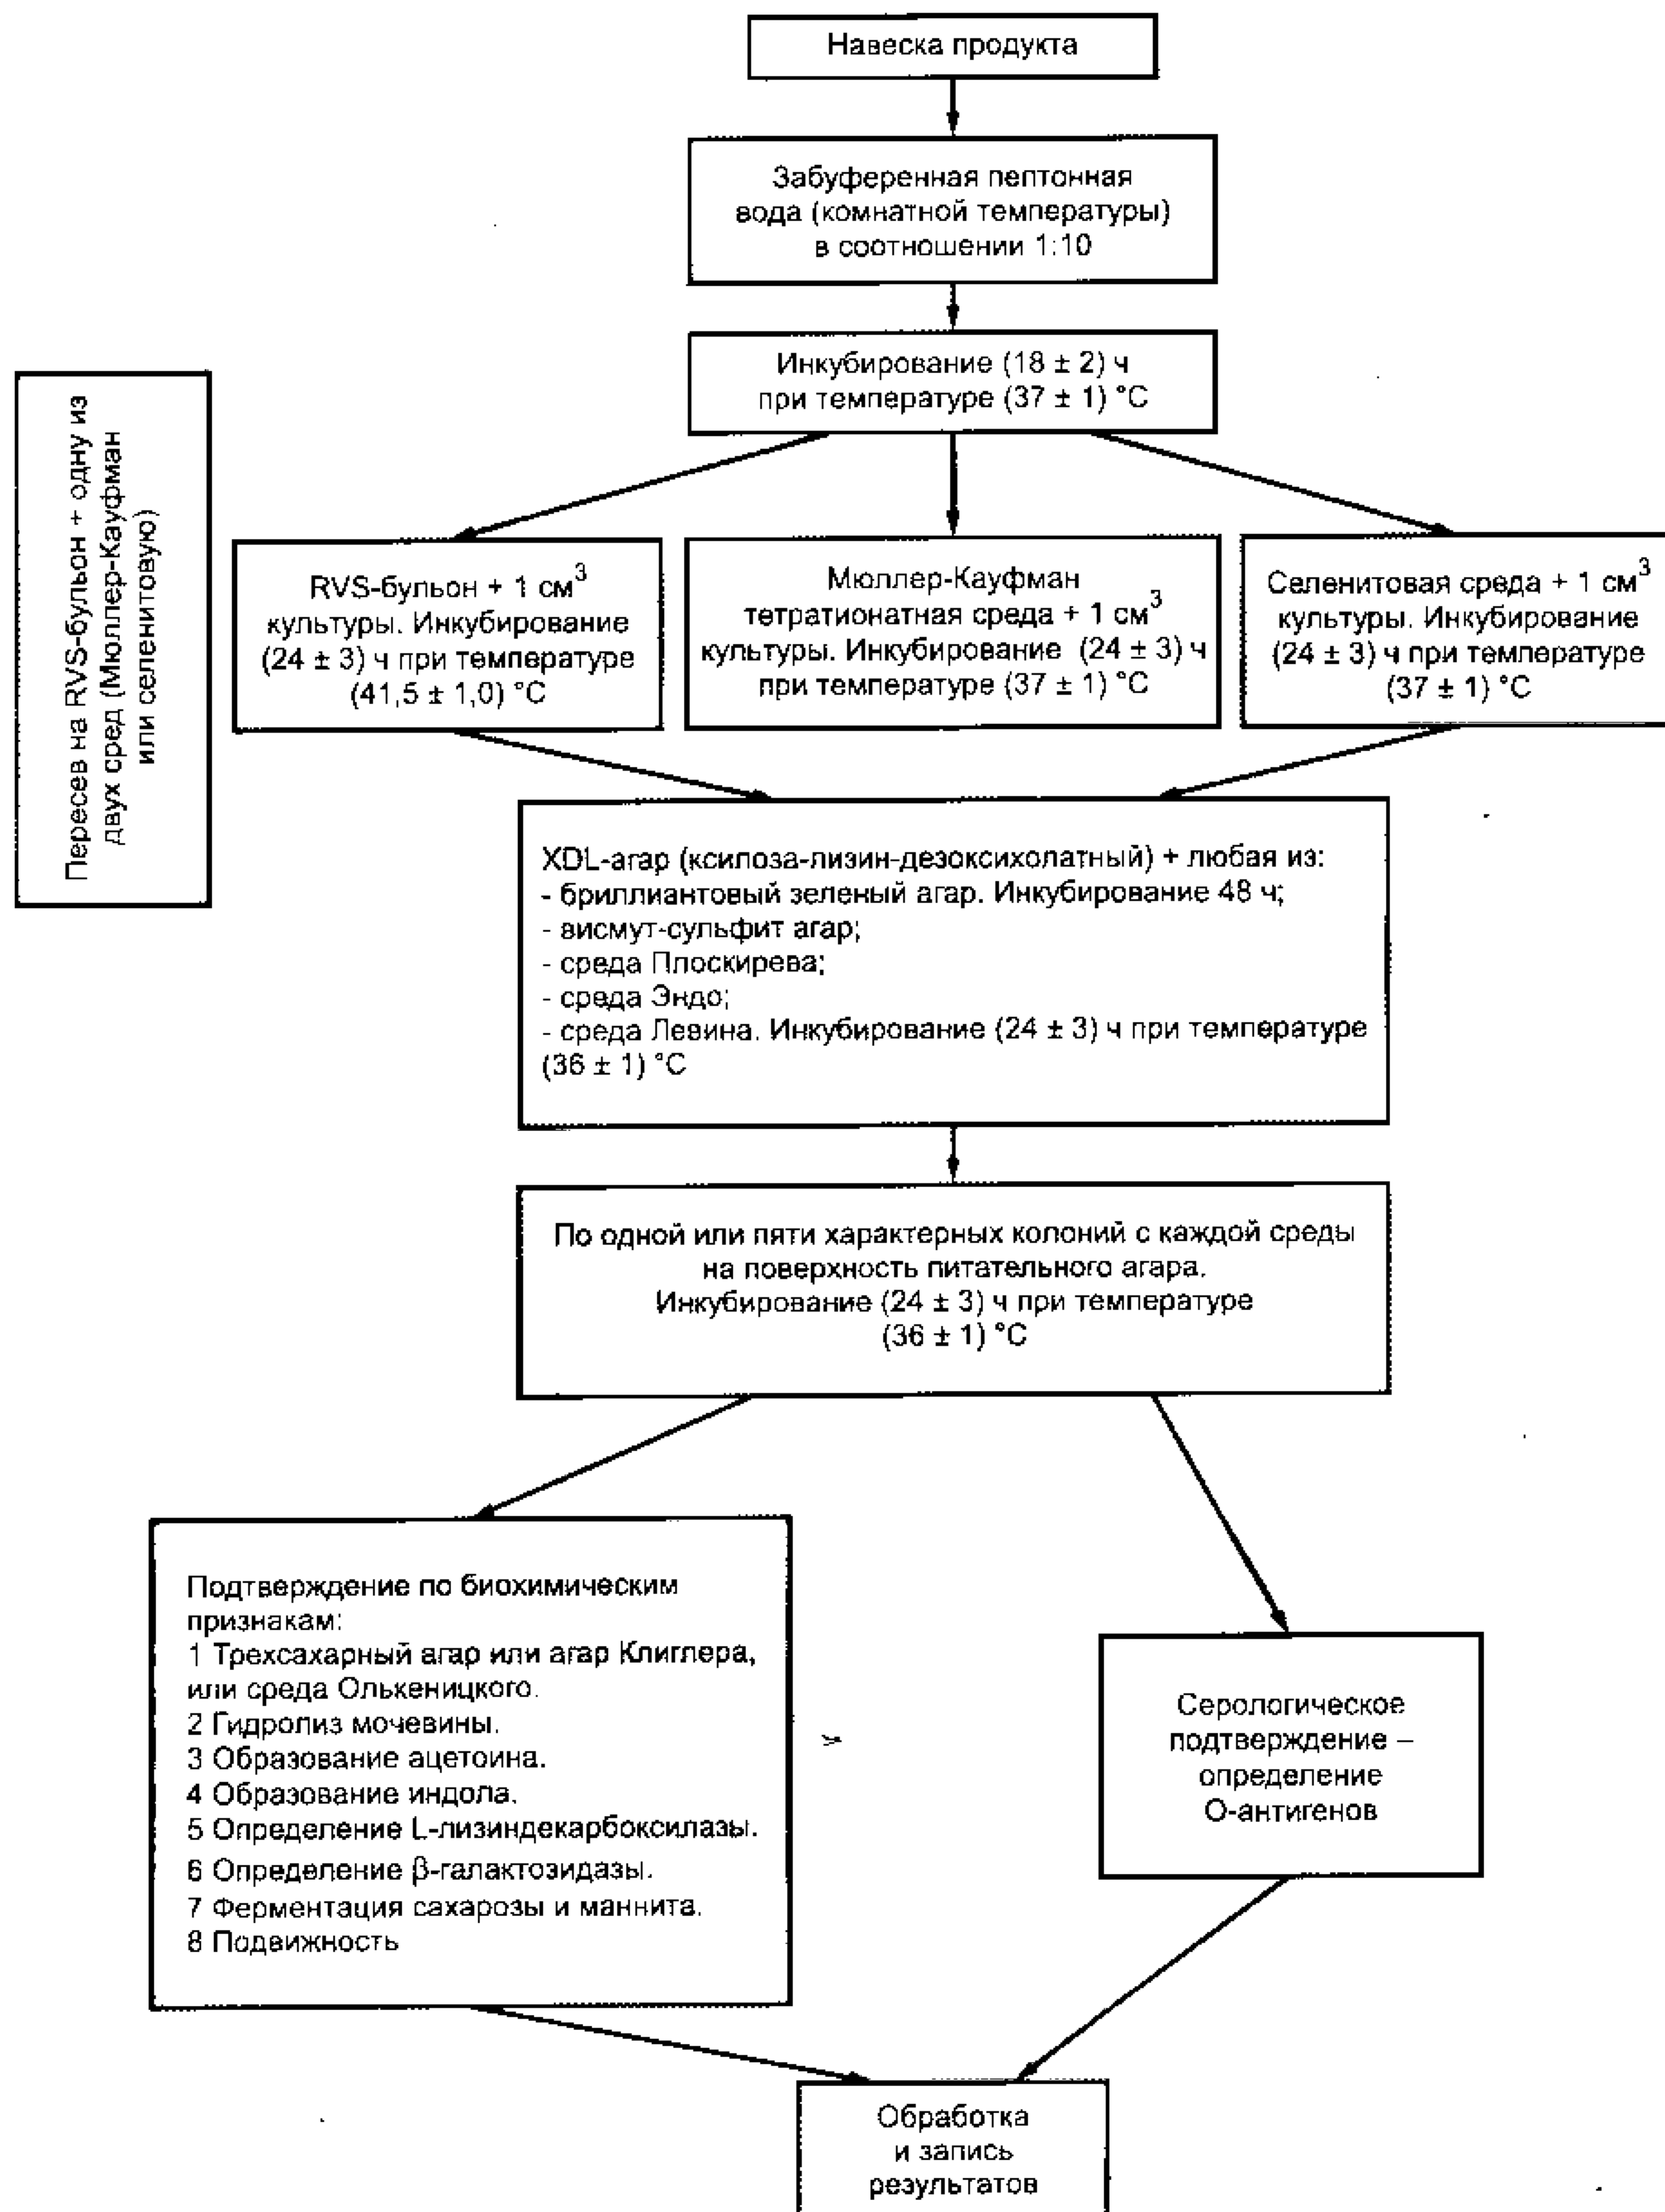 Навеска продукта
Забуференная пептонная
вода (комнатной температуры)
в соотношении 1:10
Инкубирование (18 ± 2) ч
при температуре (37 ± 1) °C
Пересев на RVS-бульон + одну из
двух сред (Мюллер-Кауфман
или селенитовую)
RVS-бульон + 1 см³
культуры. Инкубирование
(24 ± 3) ч при температуре
(41,5 ± 1,0) °C
Мюллер-Кауфман
тетратионатная среда + 1 см³
культуры. Инкубирование (24 ± 3) ч
при температуре (37 ± 1) °C
Селенитовая среда + 1 см³
культуры. Инкубирование
(24 ± 3) ч при температуре
(37 ± 1) °C
XDL-агар (ксилоза-лизин-дезоксихолатный) + любая из:
- бриллиантовый зеленый агар. Инкубирование 48 ч;
- висмут-сульфит агар;
- среда Плоскирева;
- среда Эндо;
- среда Левина. Инкубирование (24 ± 3) ч при температуре
(36 ± 1) °C
По одной или пяти характерных колоний с каждой среды
на поверхность питательного агара.
Инкубирование (24 ± 3) ч при температуре
(36 ± 1) °C
Подтверждение по биохимическим
признакам:
1 Трехсахарный агар или агар Клиглера,
или среда Олькеницкого.
2 Гидролиз мочевины.
3 Образование ацетоина.
4 Образование индола.
5 Определение L-лизиндекарбоксилазы.
6 Определение β-галактозидазы.
7 Ферментация сахарозы и маннита.
8 Подвижность
Серологическое
подтверждение –
определение
О-антигенов
Обработка
и запись
результатов